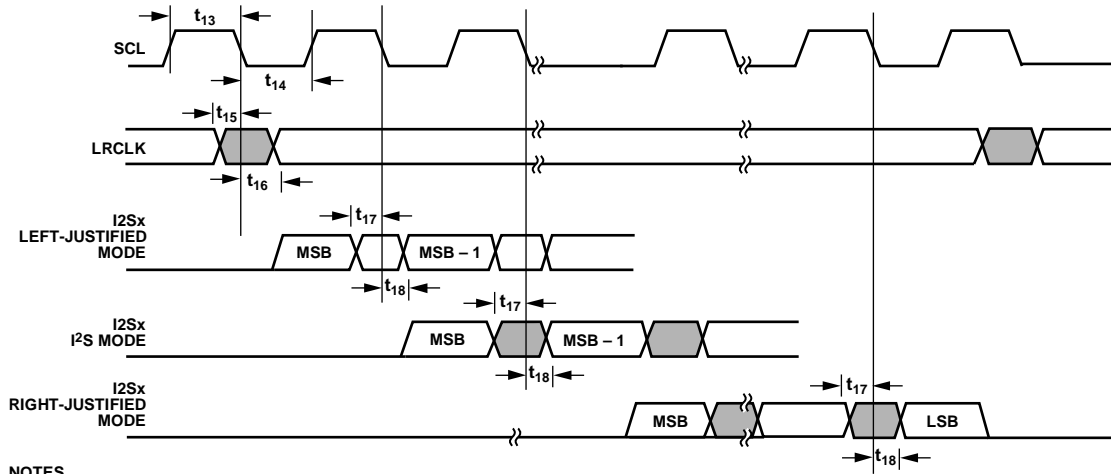 t13
SCL
t14
t15
LRCLK
t16
I2Sx
LEFT-JUSTIFIED
MODE
t17
MSB
MSB – 1
t18
t17
I2Sx
I2S MODE
MSB
MSB – 1
t18
I2Sx
RIGHT-JUSTIFIED
MODE
t17
MSB
LSB
t18
NOTES